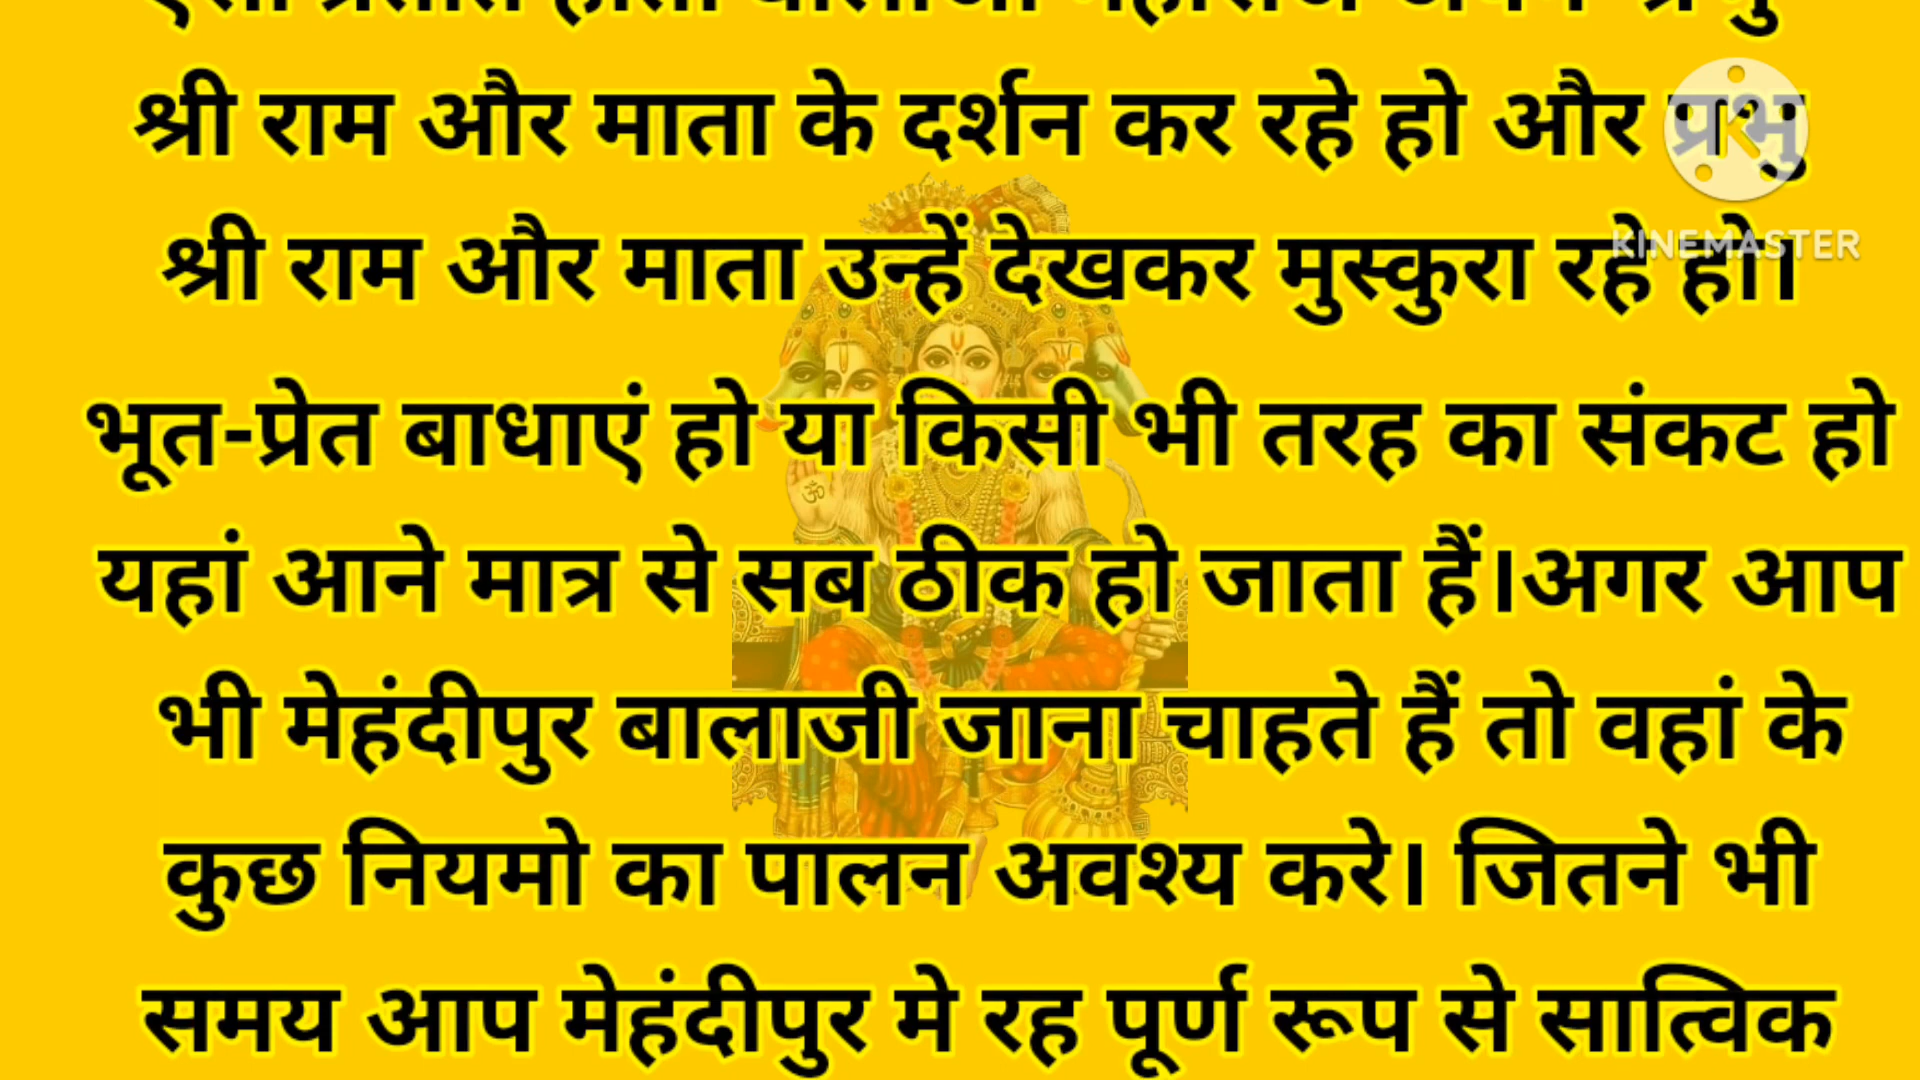 श्री राम और माता के दर्शन कर रहे हो और प्रभु
श्री राम और माता उन्हें देखकर मुस्कुरा रहे हो।
KINEMASTER
भूत-प्रेत बाधाएं हो या किसी भी तरह का संकट हो
यहां आने मात्र से सब ठीक हो जाता हैं।अगर आप
भी मेहंदीपुर बालाजी जाना चाहते हैं तो वहां के
कुछ नियमो का पालन अवश्य करे। जितने भी
समय आप मेहंदीपुर मे रह पूर्ण रूप से सात्विक